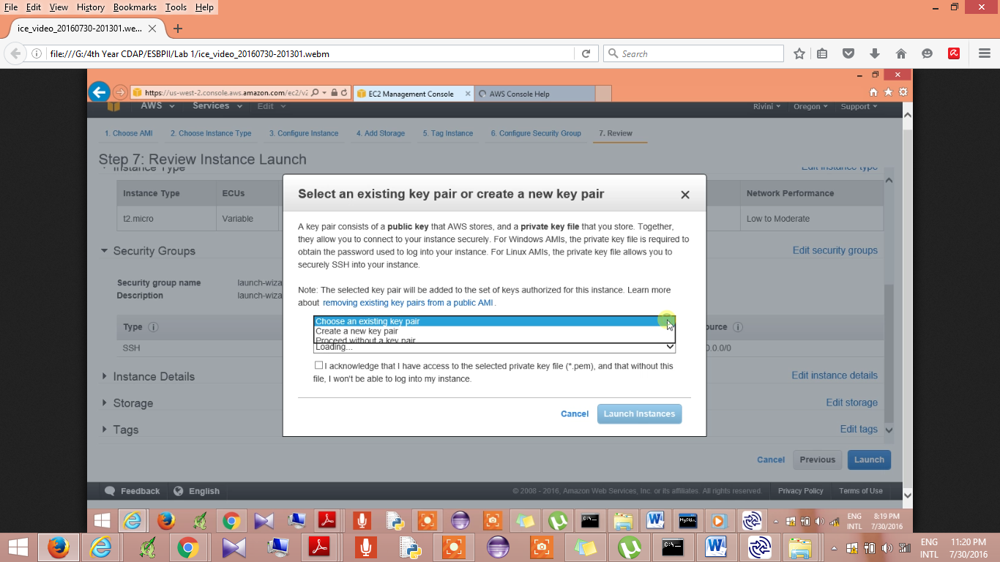 File Edit View History Bookmarks Tools Help
ice_video_20160730-201301.we...
file:///G:/4th Year CDAP/ESBPII/Lab 1/ice_video_20160730-201301.webm
Search
https://us-west-2.console.aws.amazon.com/ec2/v2
EC2 Management Console
AWS Console Help
AWS Services Edit Rivini Oregon Support
1. Choose AMI 2. Choose Instance Type 3. Configure Instance 4. Add Storage 5. Tag Instance 6. Configure Security Group 7. Review
Step 7: Review Instance Launch
Instance Type Edit instance type
Instance Type ECUs Network Performance
t2.micro Variable Low to Moderate
Security Groups Edit security groups
Security group name launch-wiza
Description launch-wiza
Type ource
SSH 0.0.0/0
Instance Details Edit instance details
Storage Edit storage
Tags Edit tags
Select an existing key pair or create a new key pair
A key pair consists of a public key that AWS stores, and a private key file that you store. Together,
they allow you to connect to your instance securely. For Windows AMIs, the private key file is required to
obtain the password used to log into your instance. For Linux AMIs, the private key file allows you to
securely SSH into your instance.
Note: The selected key pair will be added to the set of keys authorized for this instance. Learn more
about removing existing key pairs from a public AMI .
Choose an existing key pair
Create a new key pair
Proceed without a key pair
Loading...
I acknowledge that I have access to the selected private key file (*.pem), and that without this
file, I won't be able to log into my instance.
Cancel Launch Instances
Cancel Previous Launch
Feedback English © 2008 - 2016, Amazon Web Services, Inc. or its affiliates. All rights reserved. Privacy Policy Terms of Use
ENG 8:19 PM
INTL 7/30/2016
ENG 11:20 PM
INTL 7/30/2016